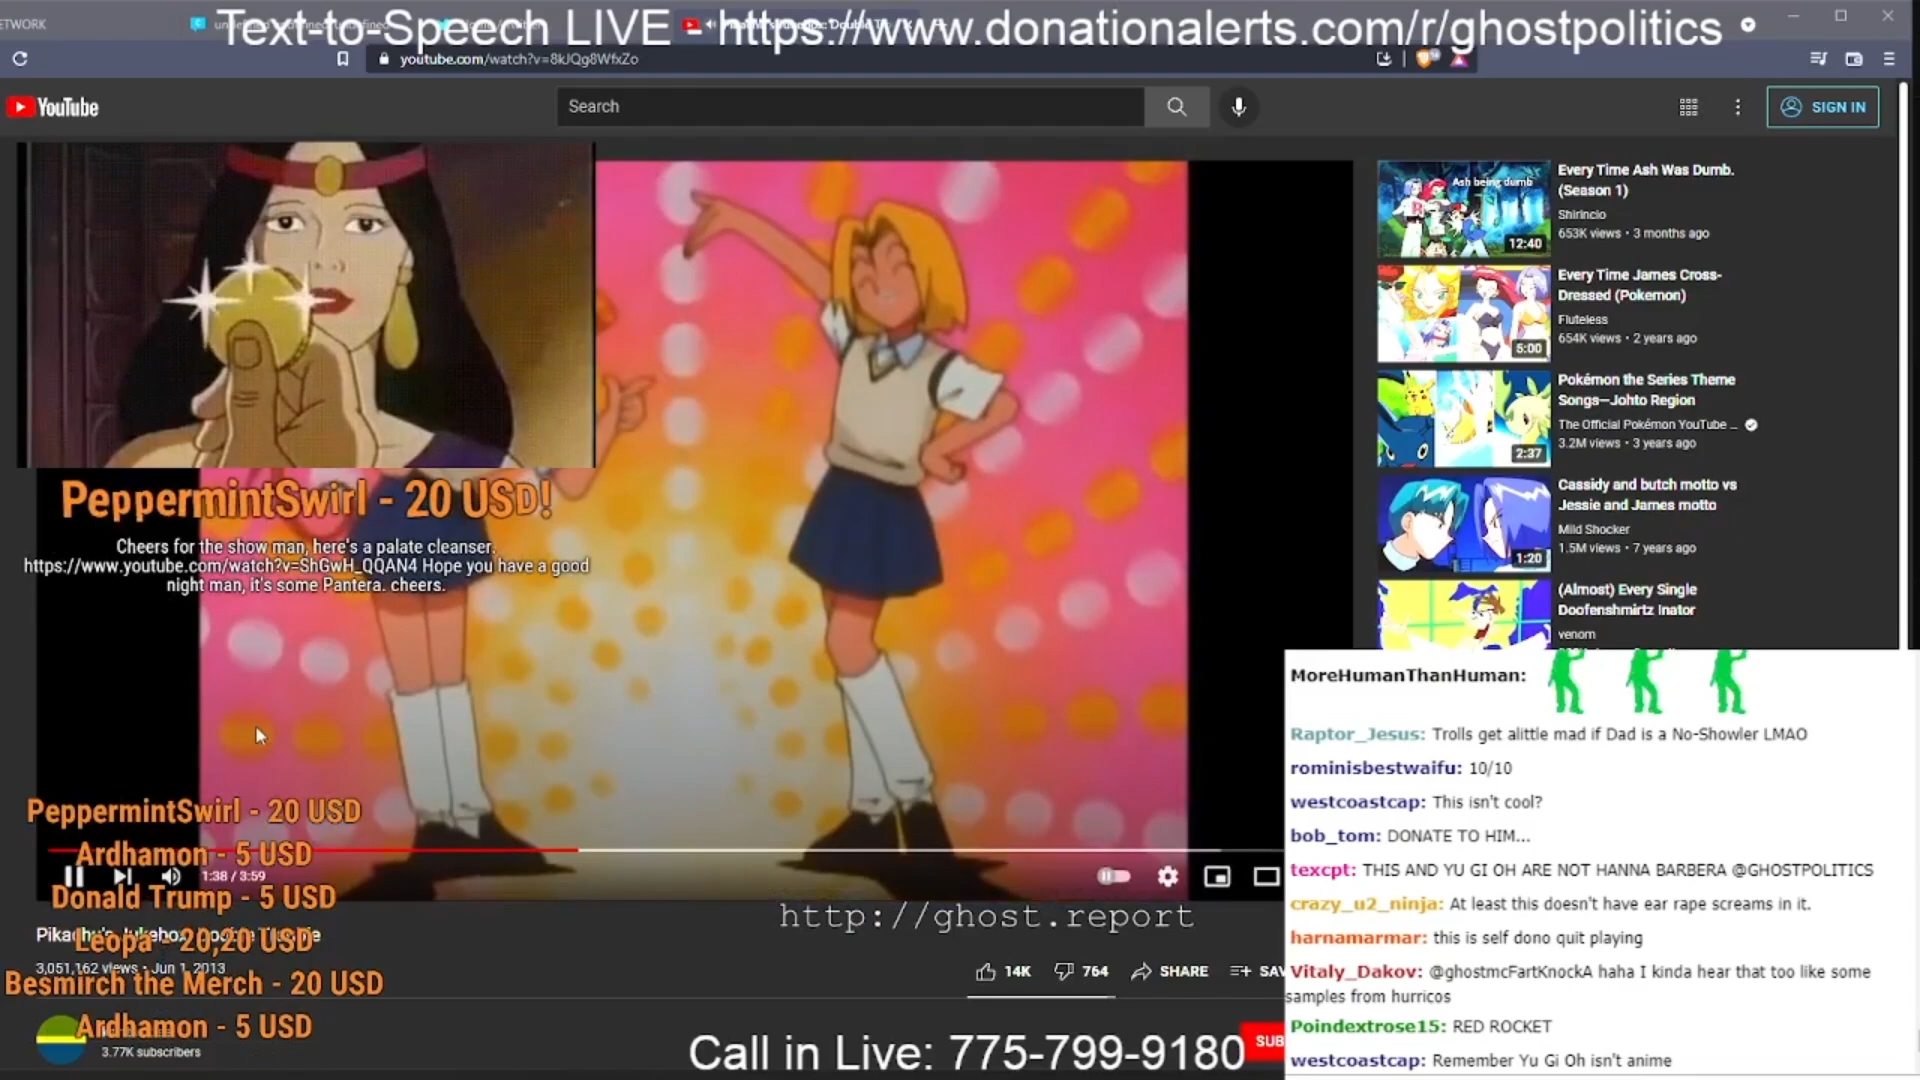 ETWORK
Text-to-Speech LIVE - https://www.donationalerts.com/r/ghostpolitics
youtube.com/watch?v=8kJQg8WfxZo
YouTube
Search
SIGN IN
PeppermintSwirl - 20 USD!
Cheers for the show man, here's a palate cleanser.
https://www.youtube.com/watch?v=ShGwH_QQAN4 Hope you have a good
night man, it's some Pantera. cheers.
Ash being dumb
12:40
Every Time Ash Was Dumb.
(Season 1)
Shirincio
653K views • 3 months ago
R
5:00
Every Time James Cross-
Dressed (Pokemon)
Fluteless
654K views • 2 years ago
2:37
Pokémon the Series Theme
Songs—Johto Region
The Official Pokémon YouTube ...
3.2M views • 3 years ago
1:20
Cassidy and butch motto vs
Jessie and James motto
Mild Shocker
1.5M views • 7 years ago
(Almost) Every Single
Doofenshmirtz Inator
venom
PeppermintSwirl - 20 USD
Ardhamon - 5 USD
1:38 / 3:59
Donald Trump - 5 USD
Pikachu's Jukebox
Leopa - 20,20 USD
3,051,162 views • Jun 1, 2013
Besmirch the Merch - 20 USD
Ardhamon - 5 USD
3.77K subscribers
http://ghost.report
14K
764
SHARE
SAV
SUB
Call in Live: 775-799-9180
MoreHumanThanHuman:
Raptor_Jesus: Trolls get alittle mad if Dad is a No-Showler LMAO
rominisbestwaifu: 10/10
westcoastcap: This isn't cool?
bob_tom: DONATE TO HIM...
texcpt: THIS AND YU GI OH ARE NOT HANNA BARBERA @GHOSTPOLITICS
crazy_u2_ninja: At least this doesn't have ear rape screams in it.
harnamarmar: this is self dono quit playing
Vitaly_Dakov: @ghostmcFartKnockA haha I kinda hear that too like some
samples from hurricos
Poindextrose15: RED ROCKET
westcoastcap: Remember Yu Gi Oh isn't anime